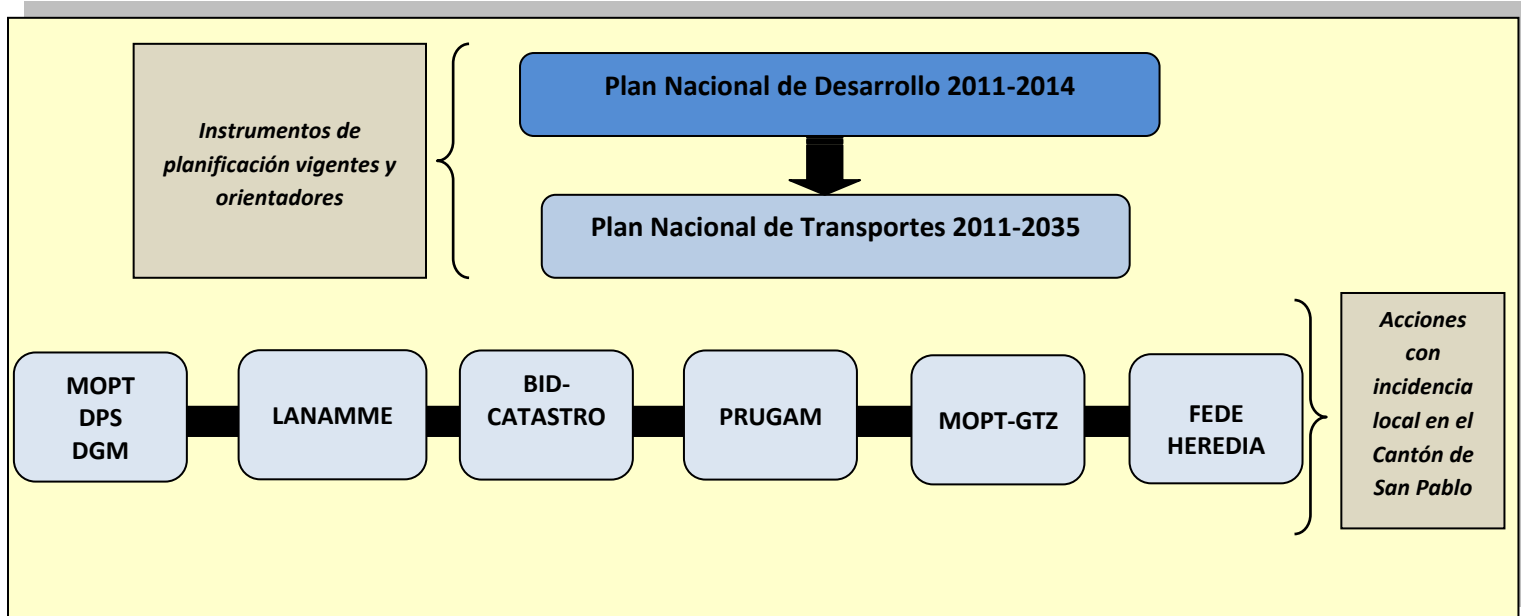 Instrumentos de
planificación vigentes y
orientadores
Plan Nacional de Desarrollo 2011-2014
Plan Nacional de Transportes 2011-2035
MOPT
DPS
DGM
LANAMME
BID-
CATASTRO
PRUGAM
MOPT-GTZ
FEDE
HEREDIA
Acciones
con
incidencia
local en el
Cantón de
San Pablo